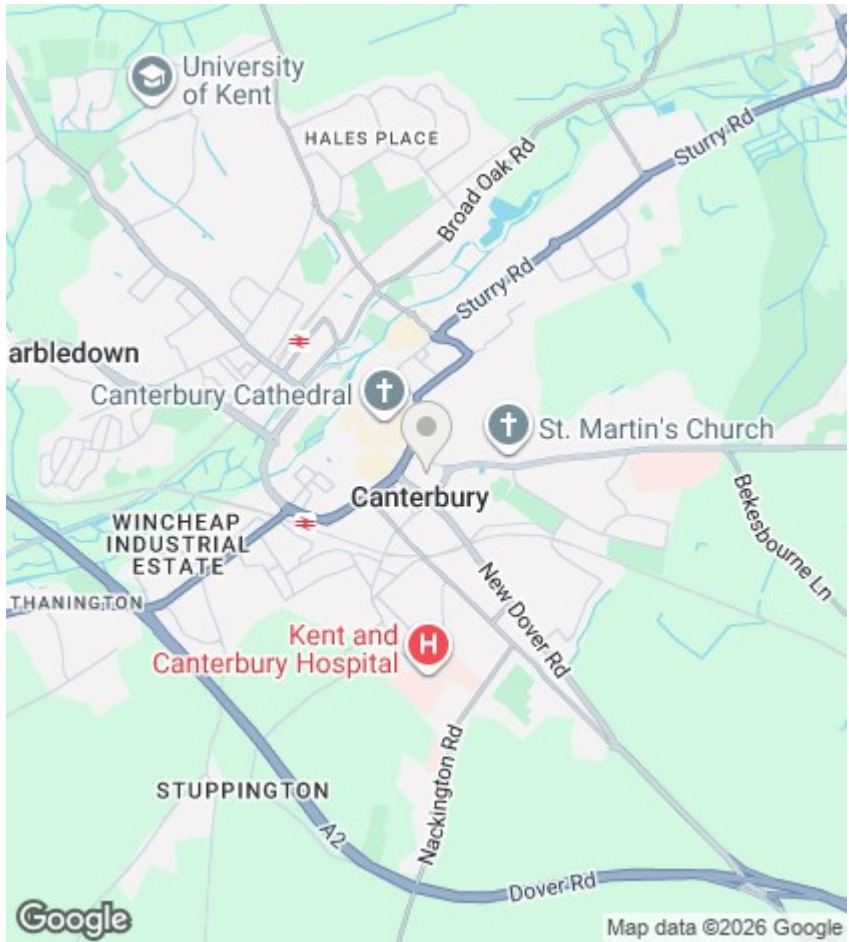 University
of Kent
HALES PLACE
Broad Oak Rd
Sturry Rd
Sturry Rd
arbledown
Canterbury Cathedral
St. Martin's Church
Canterbury
WINCHEAP
INDUSTRIAL
ESTATE
Bekesbourne Ln
THANINGTON
New Dover Rd
Kent and
Canterbury Hospital
H
Nackington Rd
STUPPINGTON
A2
Dover Rd
Google
Map data ©2026 Google